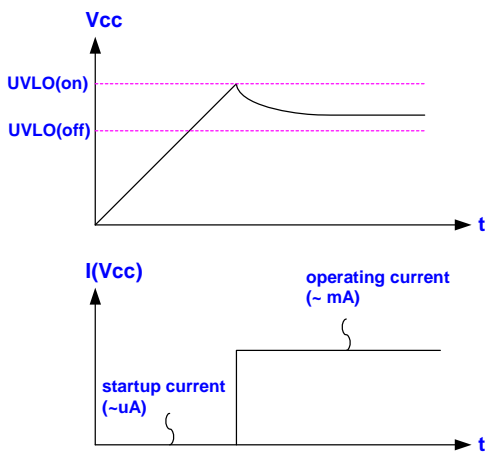 Vcc
UVLO(on)
UVLO(off)
t
I(Vcc)
operating current
(~ mA)
startup current
(~uA)
t